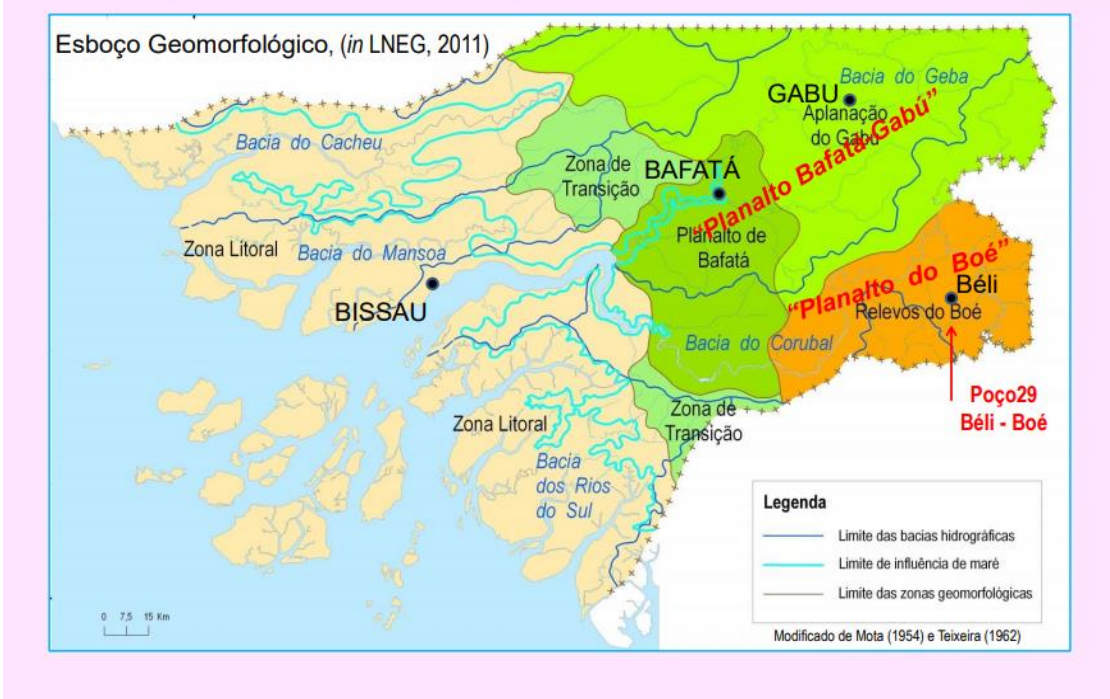 Esboço Geomorfológico, (in LNEG, 2011)
Bacia do Geba
GABU
Aplanação
do Gabú
"Planalto Bafatá-Gabú"
Bacia do Cacheu
Zona de
Transição
BAFATÁ
Planalto de
Bafatá
Zona Litoral
Bacia do Mansoa
BISSAU
"Planalto do Boé"
Béli
Relevos do Boé
Bacia do Corubal
Poço29
Béli - Boé
Zona de
Transição
Zona Litoral
Bacia
dos Rios
do Sul
Legenda
Limite das bacias hidrográficas
Limite de influência de maré
Limite das zonas geomorfológicas
0 7,5 15 Km
Modificado de Mota (1954) e Teixeira (1962)